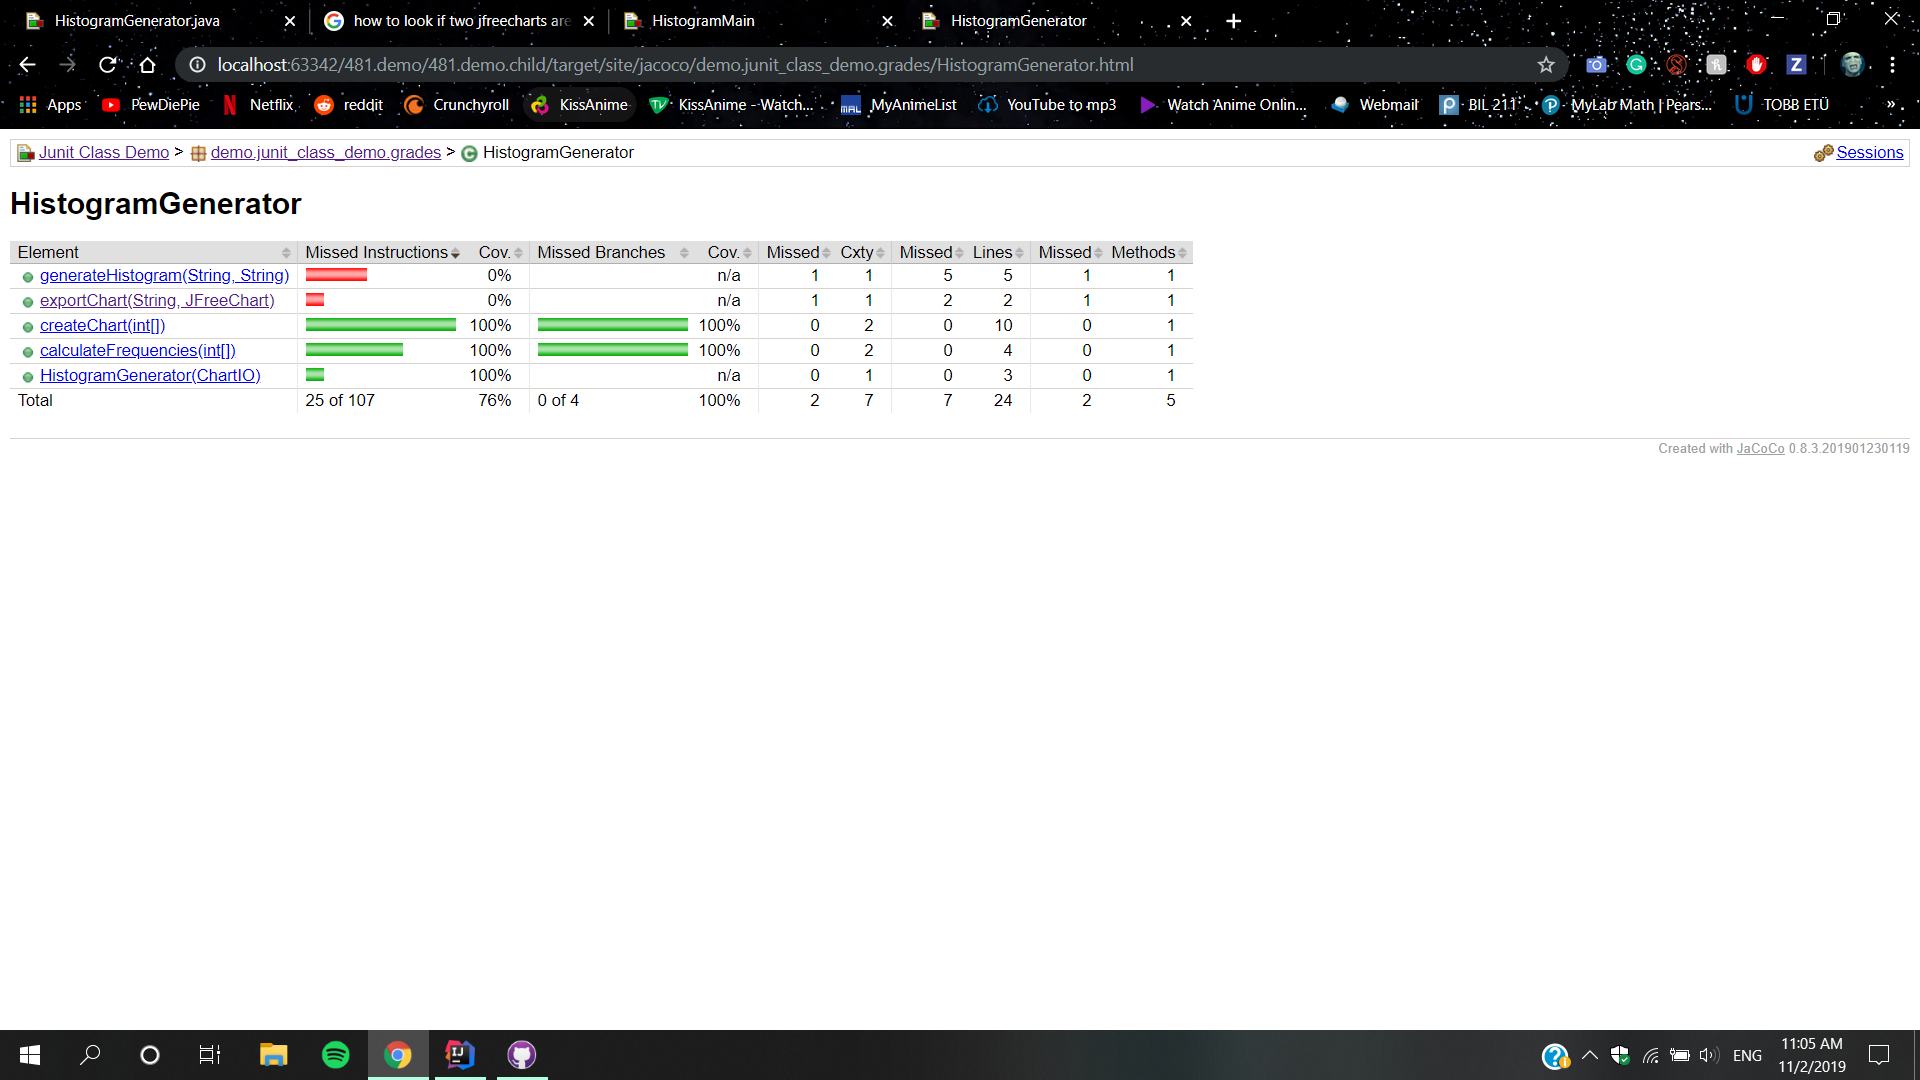 HistogramGenerator.java
how to look if two jfreecharts are
HistogramMain
HistogramGenerator
localhost:63342/481.demo/481.demo.child/target/site/jacoco/demo.junit_class_demo.grades/HistogramGenerator.html
Apps PewDiePie Netflix reddit Crunchyroll KissAnime KissAnime - Watch... MyAnimeList YouTube to mp3 Watch Anime Onlin... Webmail BIL 211 MyLab Math | Pears... TOBB ETÜ »
Junit Class Demo > demo.junit_class_demo.grades > HistogramGenerator Sessions
HistogramGenerator
Element Missed Instructions Cov. Missed Branches Cov. Missed Cxty Missed Lines Missed Methods
generateHistogram(String, String) 0% n/a 1 1 5 5 1 1
exportChart(String, JFreeChart) 0% n/a 1 1 2 2 1 1
createChart(int[]) 100% 100% 0 2 0 10 0 1
calculateFrequencies(int[]) 100% 100% 0 2 0 4 0 1
HistogramGenerator(ChartIO) 100% n/a 0 1 0 3 0 1
Total 25 of 107 76% 0 of 4 100% 2 7 7 24 2 5
Created with JaCoCo 0.8.3.201901230119
ENG
11:05 AM
11/2/2019